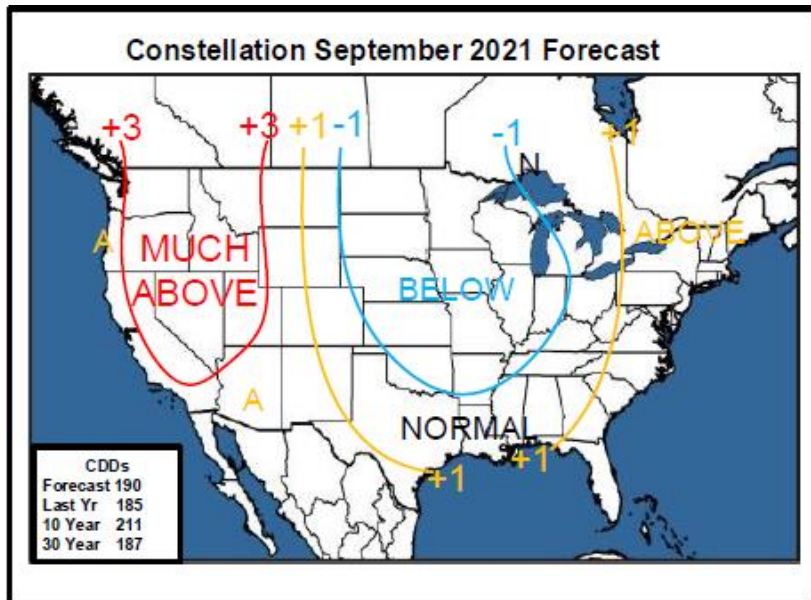 Constellation September 2021 Forecast
+3
+3
+1
-1
-1
+1
N
A
MUCH
ABOVE
ABOVE
BELOW
A
NORMAL
+1
+1
CDDs
Forecast 190
Last Yr 185
10 Year 211
30 Year 187